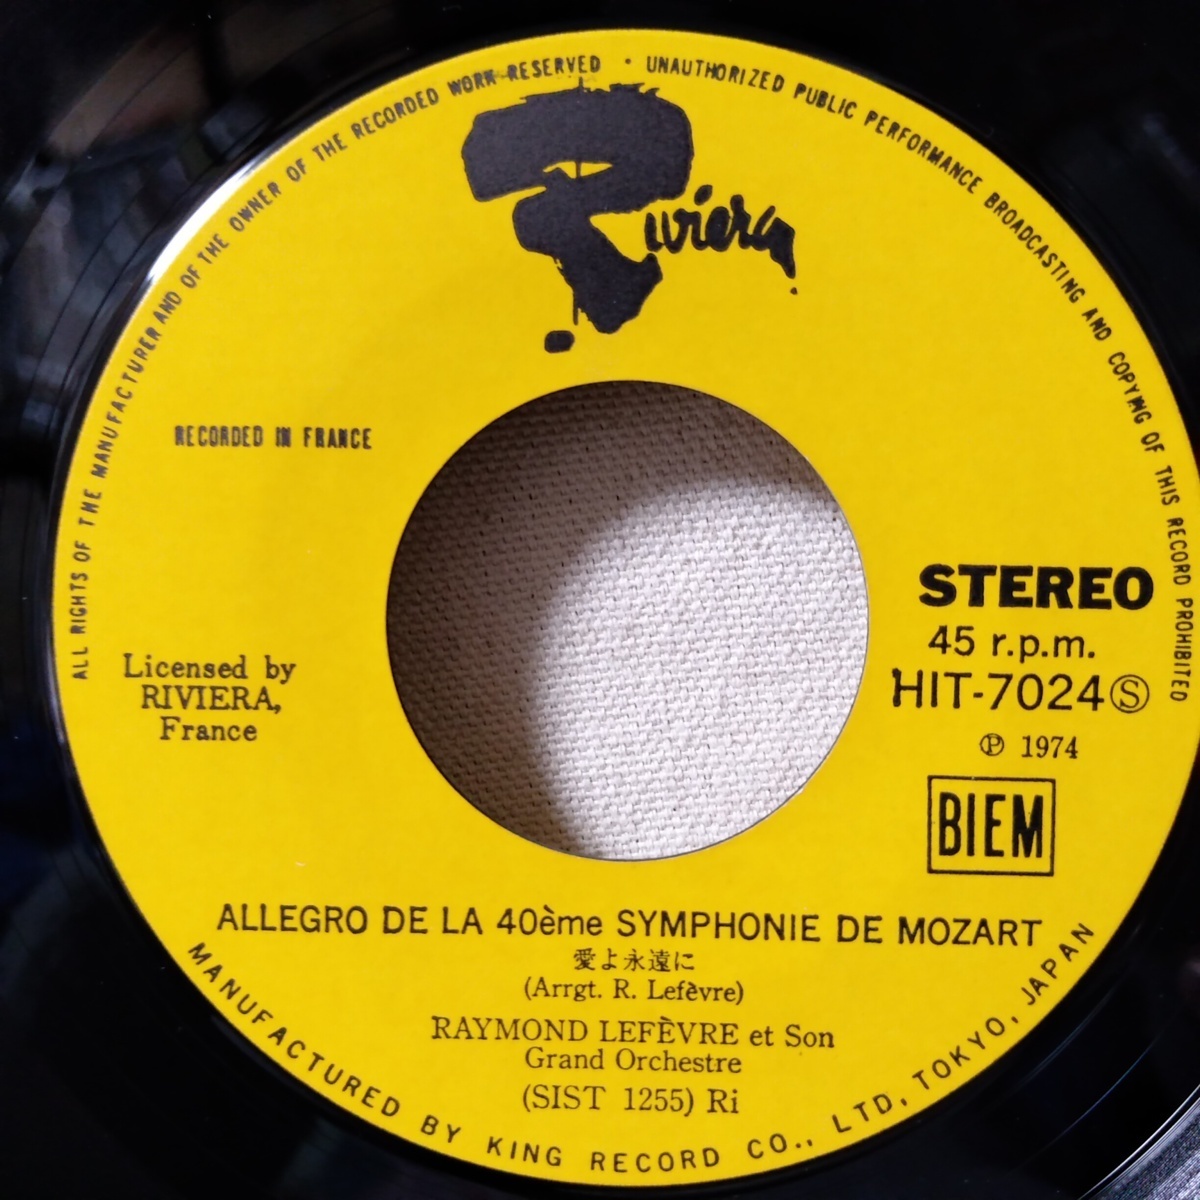 ALL RIGHTS OF THE MANUFACTURER AND OF THE OWNER OF THE RECORDED WORK RESERVED • UNAUTHORIZED PUBLIC PERFORMANCE BROADCASTING AND COPYING OF THIS RECORD PROHIBITED
Riviera
RECORDED IN FRANCE
Licensed by
RIVIERA,
France
STEREO
45 r.p.m.
HIT-7024Ⓢ
℗ 1974
BIEM
ALLEGRO DE LA 40ème SYMPHONIE DE MOZART
愛よ永遠に
(Arrgt. R. Lefèvre)
RAYMOND LEFÈVRE et Son
Grand Orchestre
(SIST 1255) Ri
MANUFACTURED BY KING RECORD CO., LTD, TOKYO, JAPAN